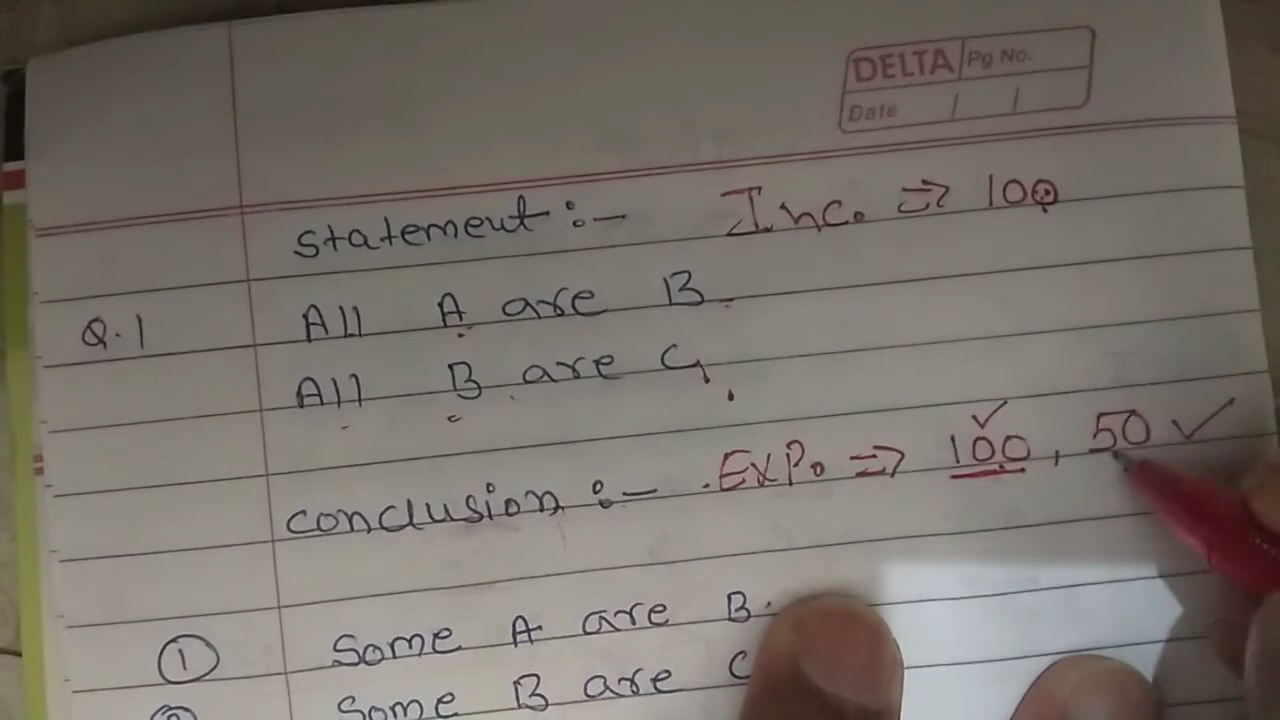 DELTA Pg No.
Date / /
Statement :- Inc. ⇒ 100
Q.1 All A are B.
All B are C.
Conclusion :- Exp. ⇒ 100 ✓, 50 ✓
① Some A are B.
② Some B are C